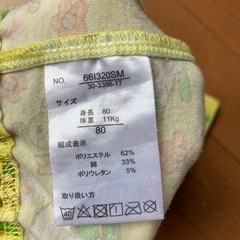 NO. 66I320SM
30-3386-17
サイズ
身長 : 80
体重 : 11Kg
80
組成表示
ポリエステル 62%
綿 33%
ポリウレタン 5%
取り扱い方
40